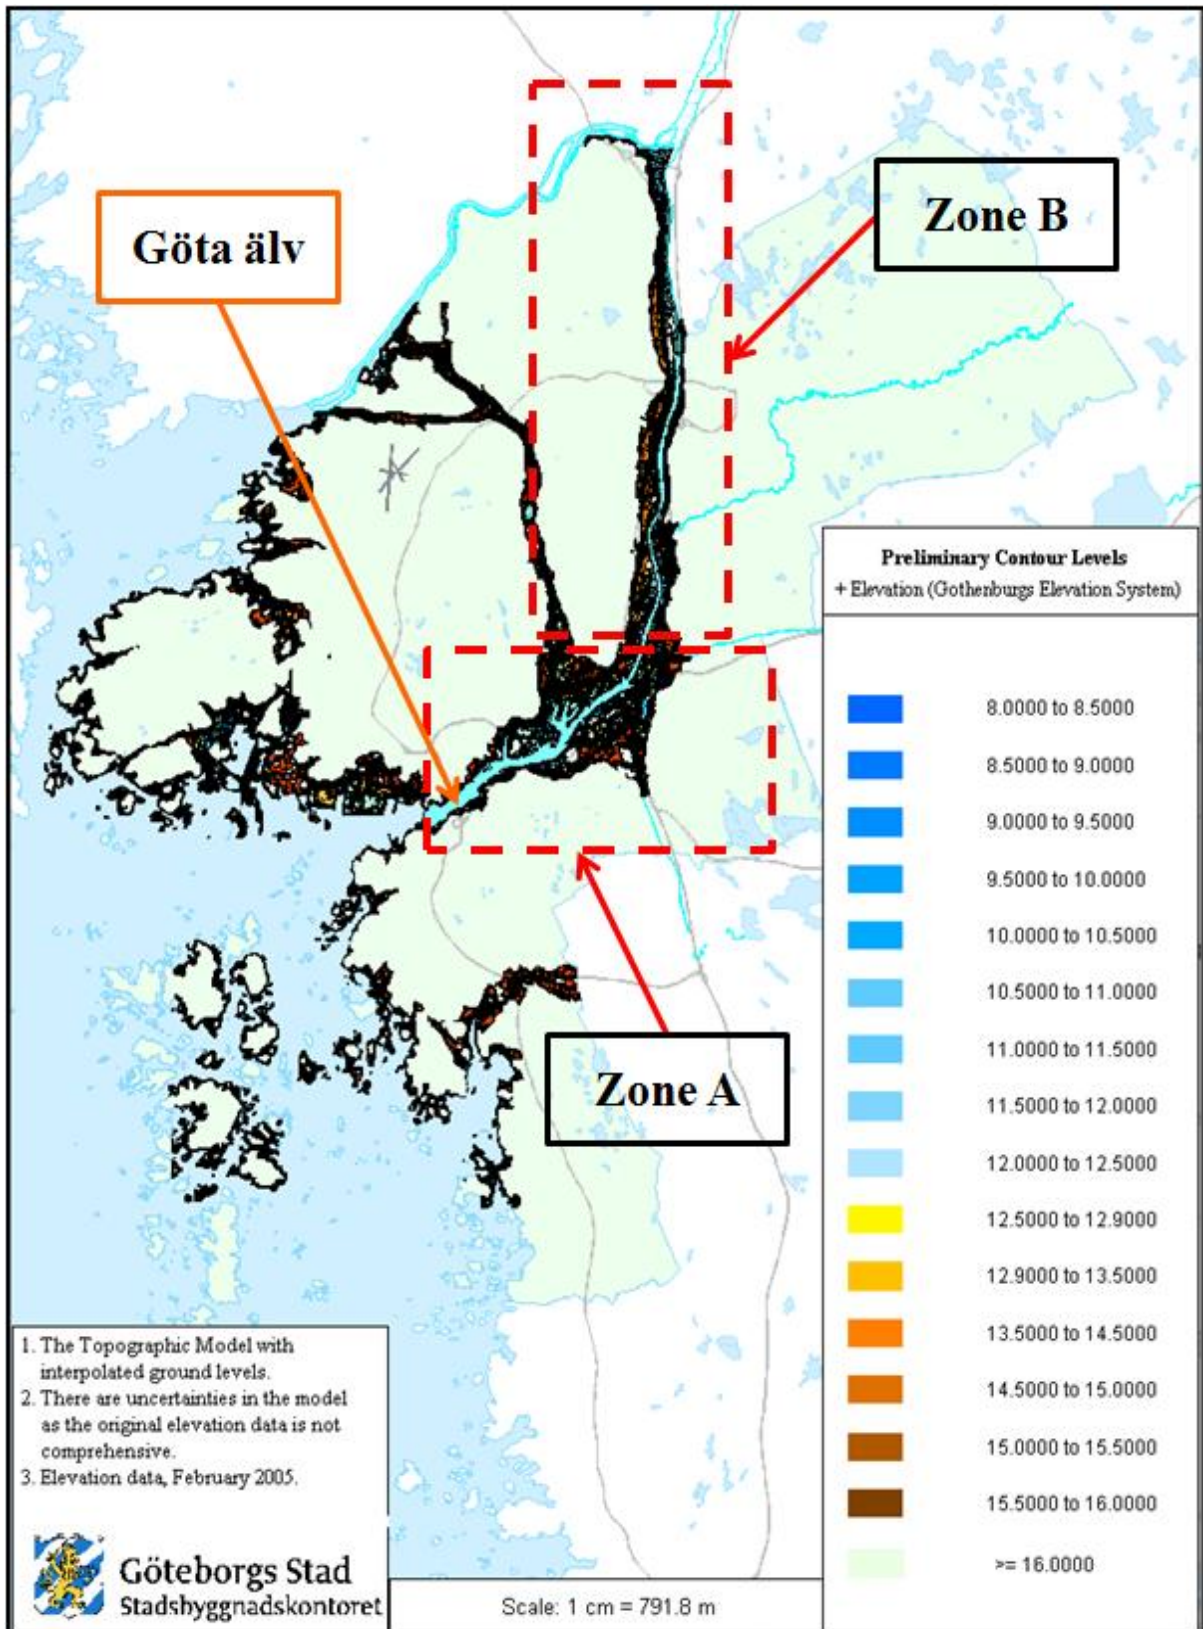 Zone B
Göta älv
Preliminary Contour Levels
+ Elevation (Gothenburgs Elevation System)
8.0000 to 8.5000
8.5000 to 9.0000
9.0000 to 9.5000
9.5000 to 10.0000
10.0000 to 10.5000
10.5000 to 11.0000
11.0000 to 11.5000
11.5000 to 12.0000
12.0000 to 12.5000
12.5000 to 12.9000
12.9000 to 13.5000
13.5000 to 14.5000
14.5000 to 15.0000
15.0000 to 15.5000
15.5000 to 16.0000
>= 16.0000
Zone A
1. The Topographic Model with
interpolated ground levels.
2. There are uncertainties in the model
as the original elevation data is not
comprehensive.
3. Elevation data, February 2005.
Göteborgs Stad
Stadsbyggnadskontoret
Scale: 1 cm = 791.8 m